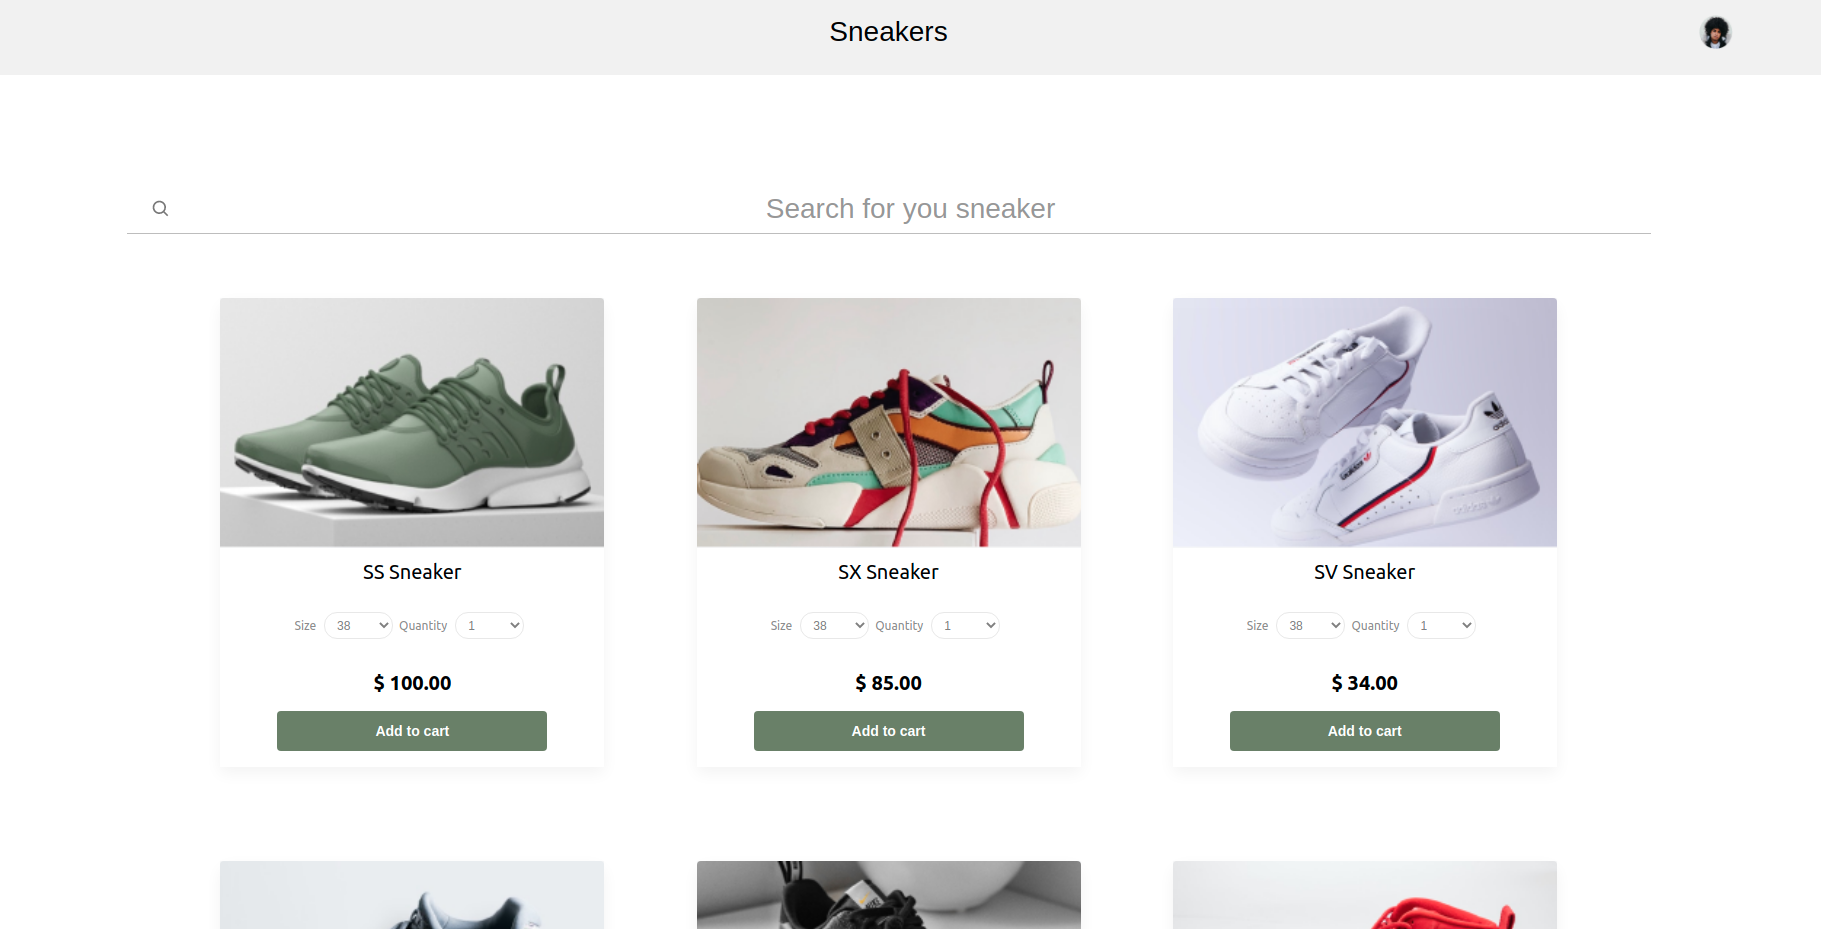 Sneakers
Search for you sneaker
adidas
SS Sneaker
SX Sneaker
SV Sneaker
Size 38 Quantity 1
Size 38 Quantity 1
Size 38 Quantity 1
$ 100.00
$ 85.00
$ 34.00
Add to cart
Add to cart
Add to cart